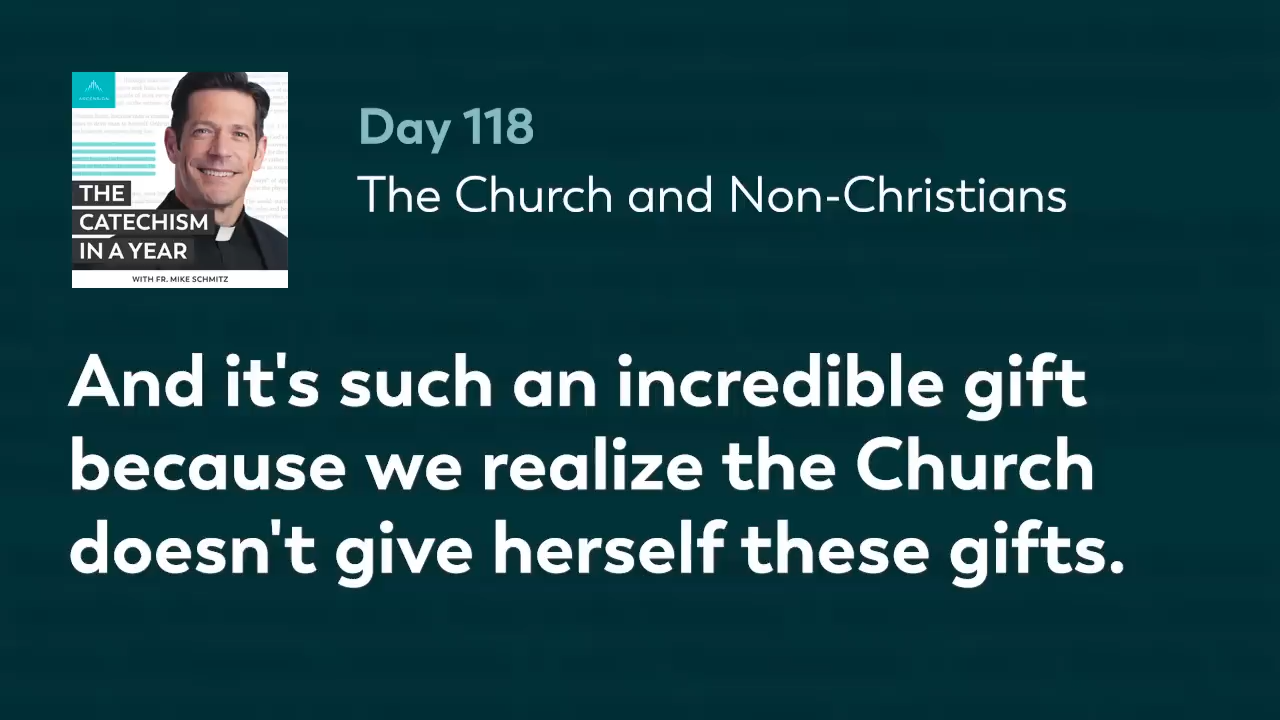 Day 118
The Church and Non-Christians
ASCENSION
THE
CATECHISM
IN A YEAR
WITH FR. MIKE SCHMITZ
And it's such an incredible gift
because we realize the Church
doesn't give herself these gifts.